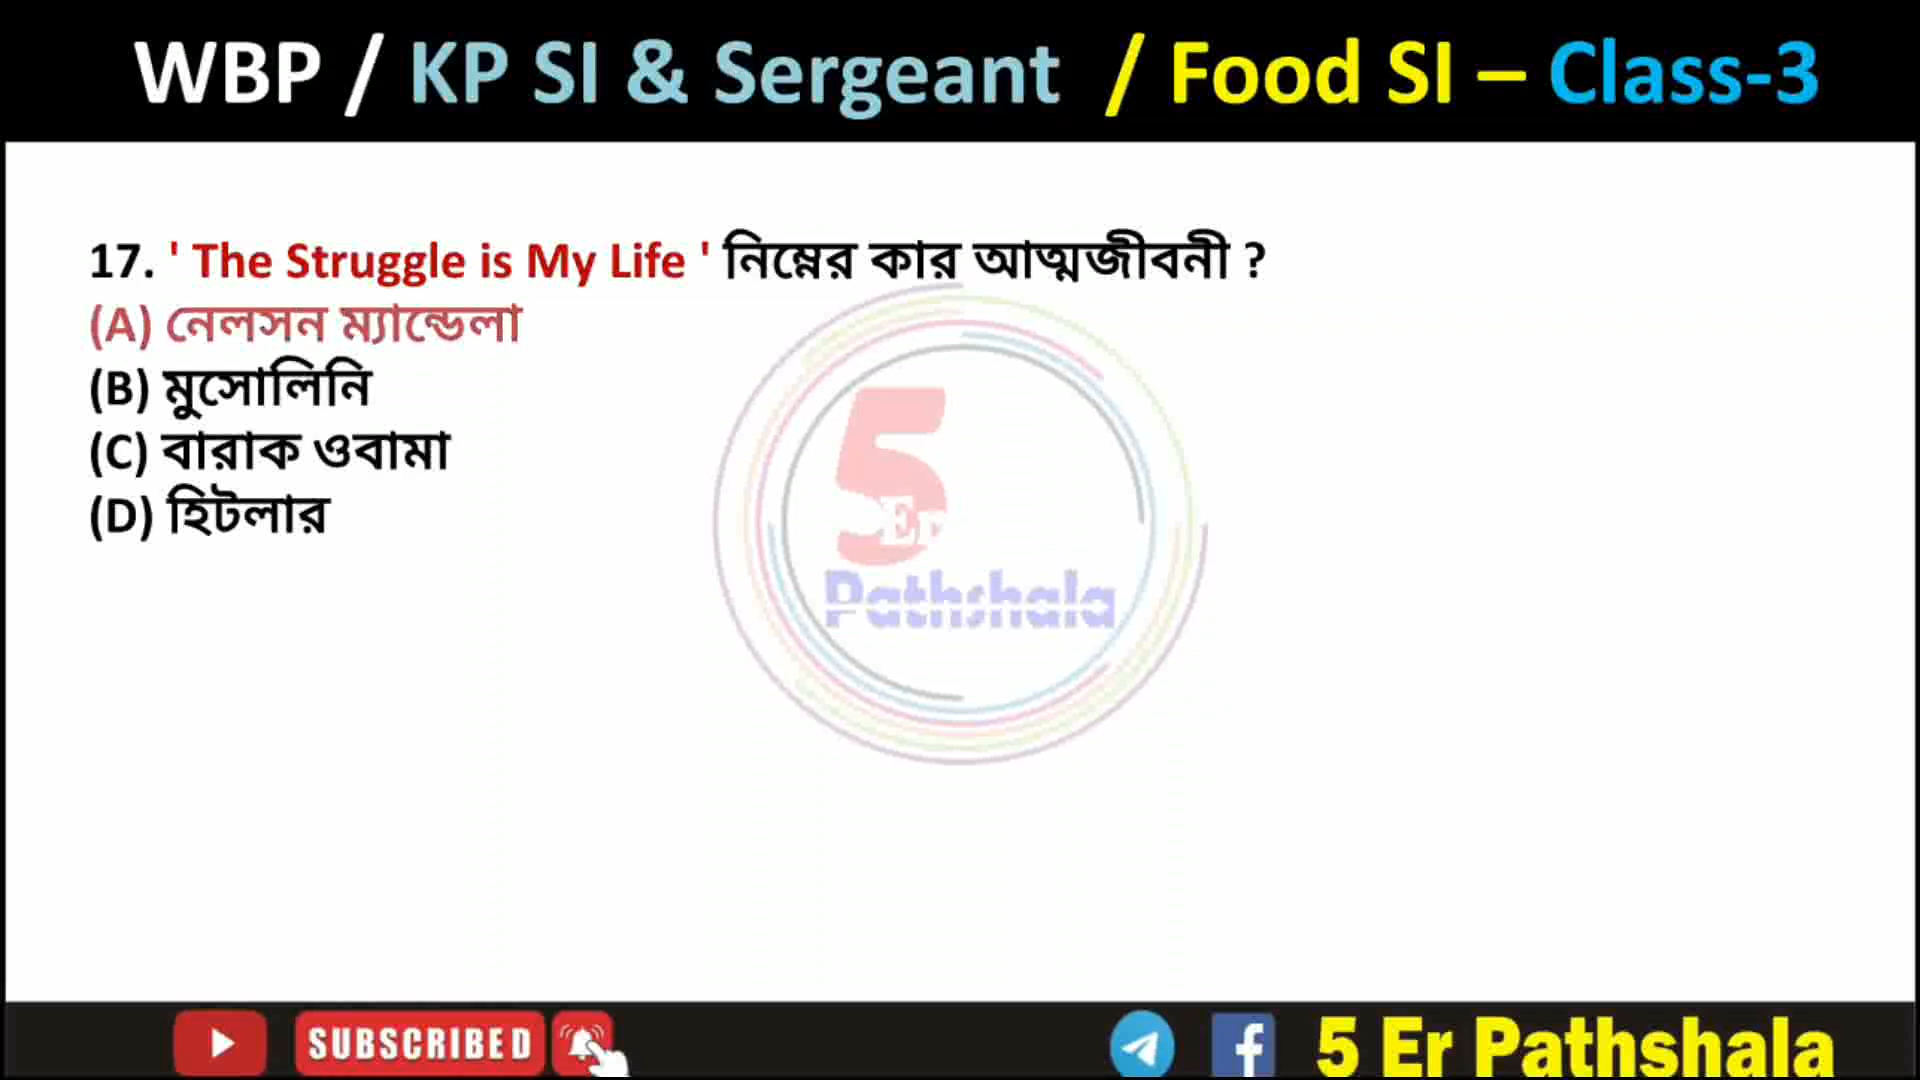 WBP / KP SI & Sergeant / Food SI – Class-3
17. ' The Struggle is My Life ' নিম্নের কার আত্মজীবনী ?
(A) নেলসন ম্যান্ডেলা
(B) মুসোলিনি
(C) বারাক ওবামা
(D) হিটলার
5
Er
Pathshala
SUBSCRIBED
5 Er Pathshala